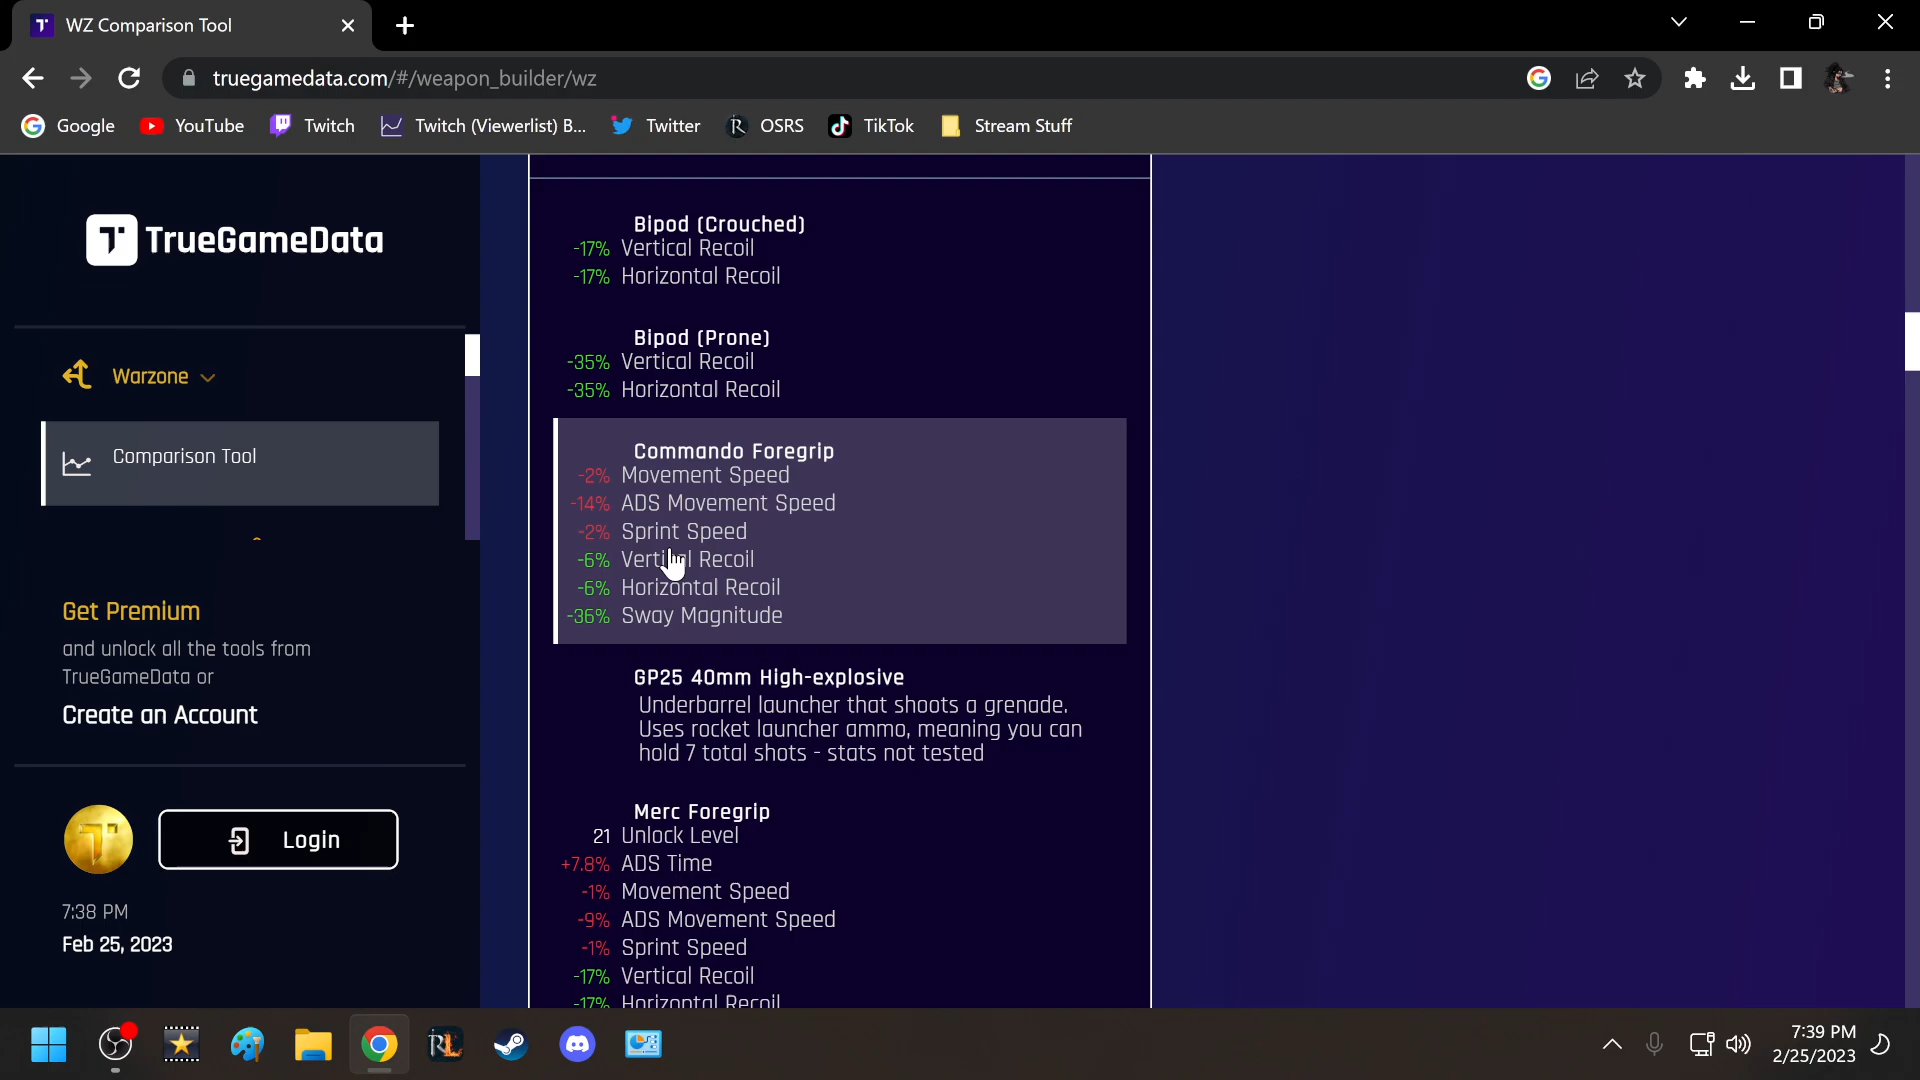 WZ Comparison Tool
truegamedata.com/#/weapon_builder/wz
Google
YouTube
Twitch
Twitch (Viewerlist) B...
Twitter
OSRS
TikTok
Stream Stuff
TrueGameData
Warzone
Comparison Tool
Get Premium
and unlock all the tools from
TrueGameData or
Create an Account
Login
7:38 PM
Feb 25, 2023
Bipod (Crouched)
-17% Vertical Recoil
-17% Horizontal Recoil
Bipod (Prone)
-35% Vertical Recoil
-35% Horizontal Recoil
Commando Foregrip
-2% Movement Speed
-14% ADS Movement Speed
-2% Sprint Speed
-6% Vertical Recoil
-6% Horizontal Recoil
-36% Sway Magnitude
GP25 40mm High-explosive
Underbarrel launcher that shoots a grenade.
Uses rocket launcher ammo, meaning you can
hold 7 total shots - stats not tested
Merc Foregrip
21 Unlock Level
+7.8% ADS Time
-1% Movement Speed
-9% ADS Movement Speed
-1% Sprint Speed
-17% Vertical Recoil
-17% Horizontal Recoil
7:39 PM
2/25/2023